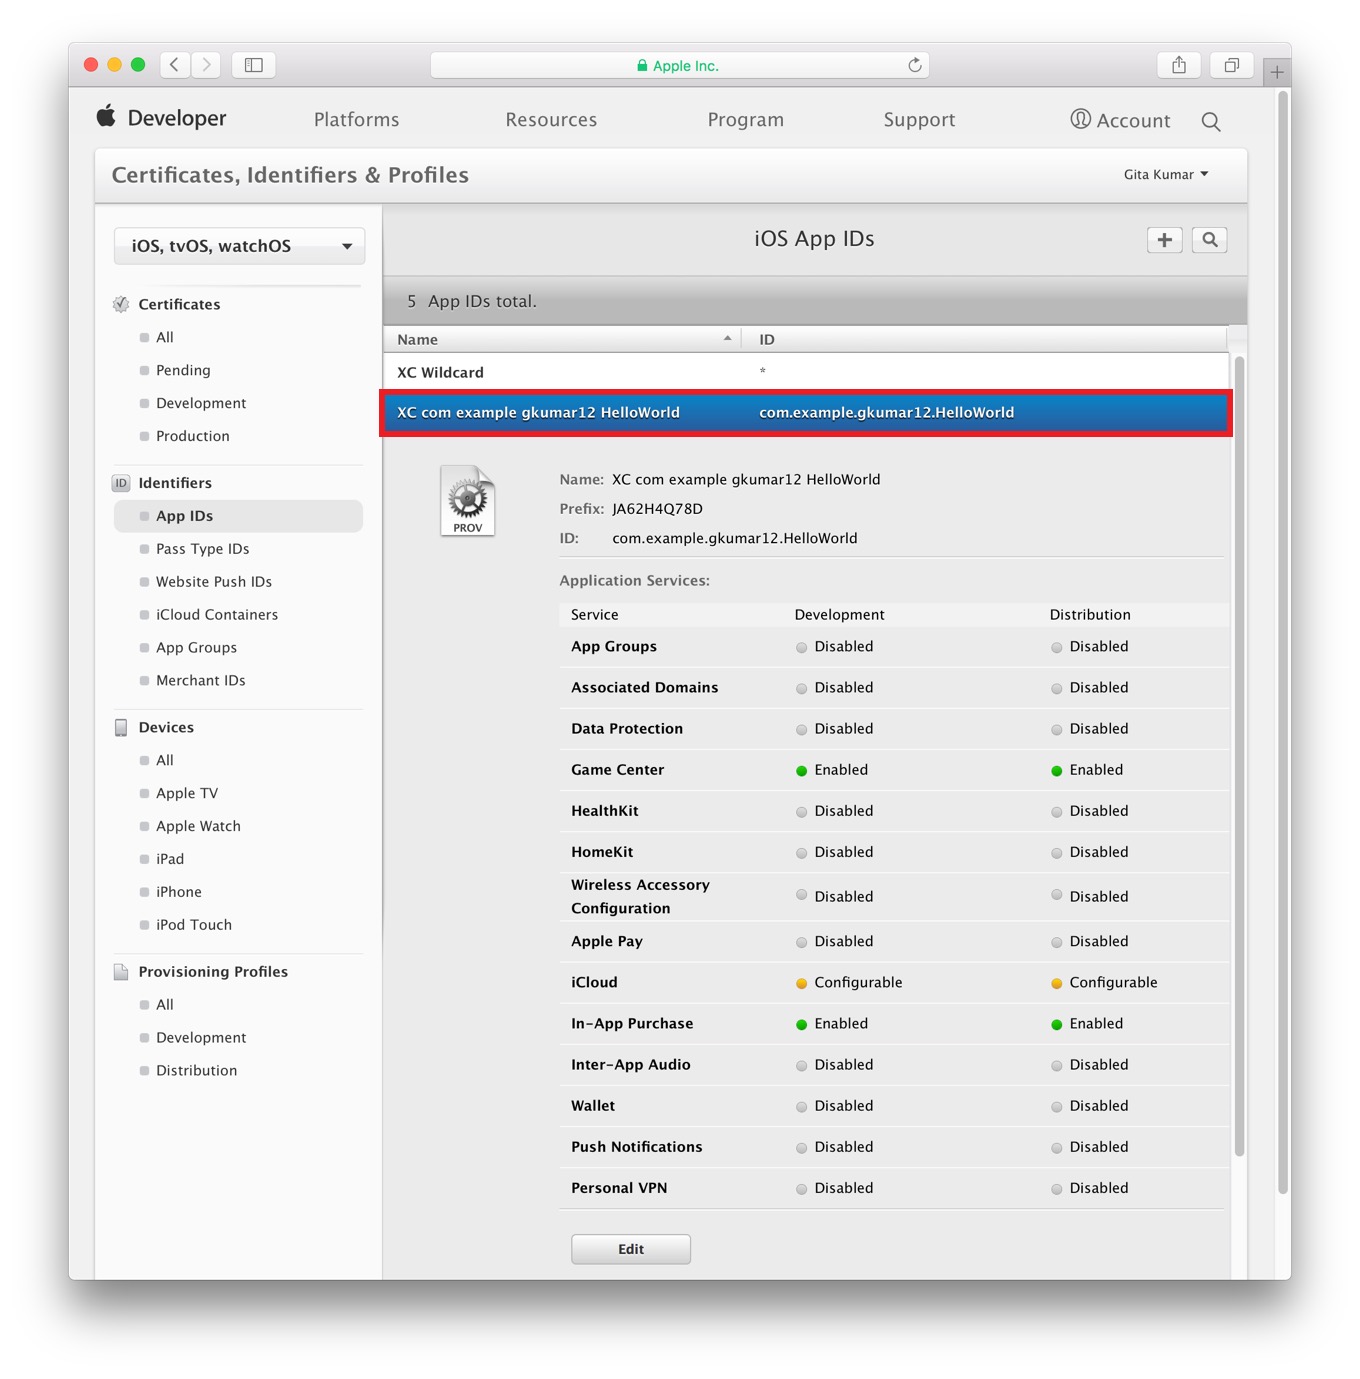 Apple Inc.
Developer Platforms Resources Program Support Account
Certificates, Identifiers & Profiles Gita Kumar
iOS, tvOS, watchOS
Certificates
All
Pending
Development
Production
ID Identifiers
App IDs
Pass Type IDs
Website Push IDs
iCloud Containers
App Groups
Merchant IDs
Devices
All
Apple TV
Apple Watch
iPad
iPhone
iPod Touch
Provisioning Profiles
All
Development
Distribution
iOS App IDs
5 App IDs total.
Name ID
XC Wildcard *
XC com example gkumar12 HelloWorld com.example.gkumar12.HelloWorld
PROV
Name: XC com example gkumar12 HelloWorld
Prefix: JA62H4Q78D
ID: com.example.gkumar12.HelloWorld
Application Services:
Service Development Distribution
App Groups Disabled Disabled
Associated Domains Disabled Disabled
Data Protection Disabled Disabled
Game Center Enabled Enabled
HealthKit Disabled Disabled
HomeKit Disabled Disabled
Wireless Accessory
Configuration Disabled Disabled
Apple Pay Disabled Disabled
iCloud Configurable Configurable
In-App Purchase Enabled Enabled
Inter-App Audio Disabled Disabled
Wallet Disabled Disabled
Push Notifications Disabled Disabled
Personal VPN Disabled Disabled
Edit